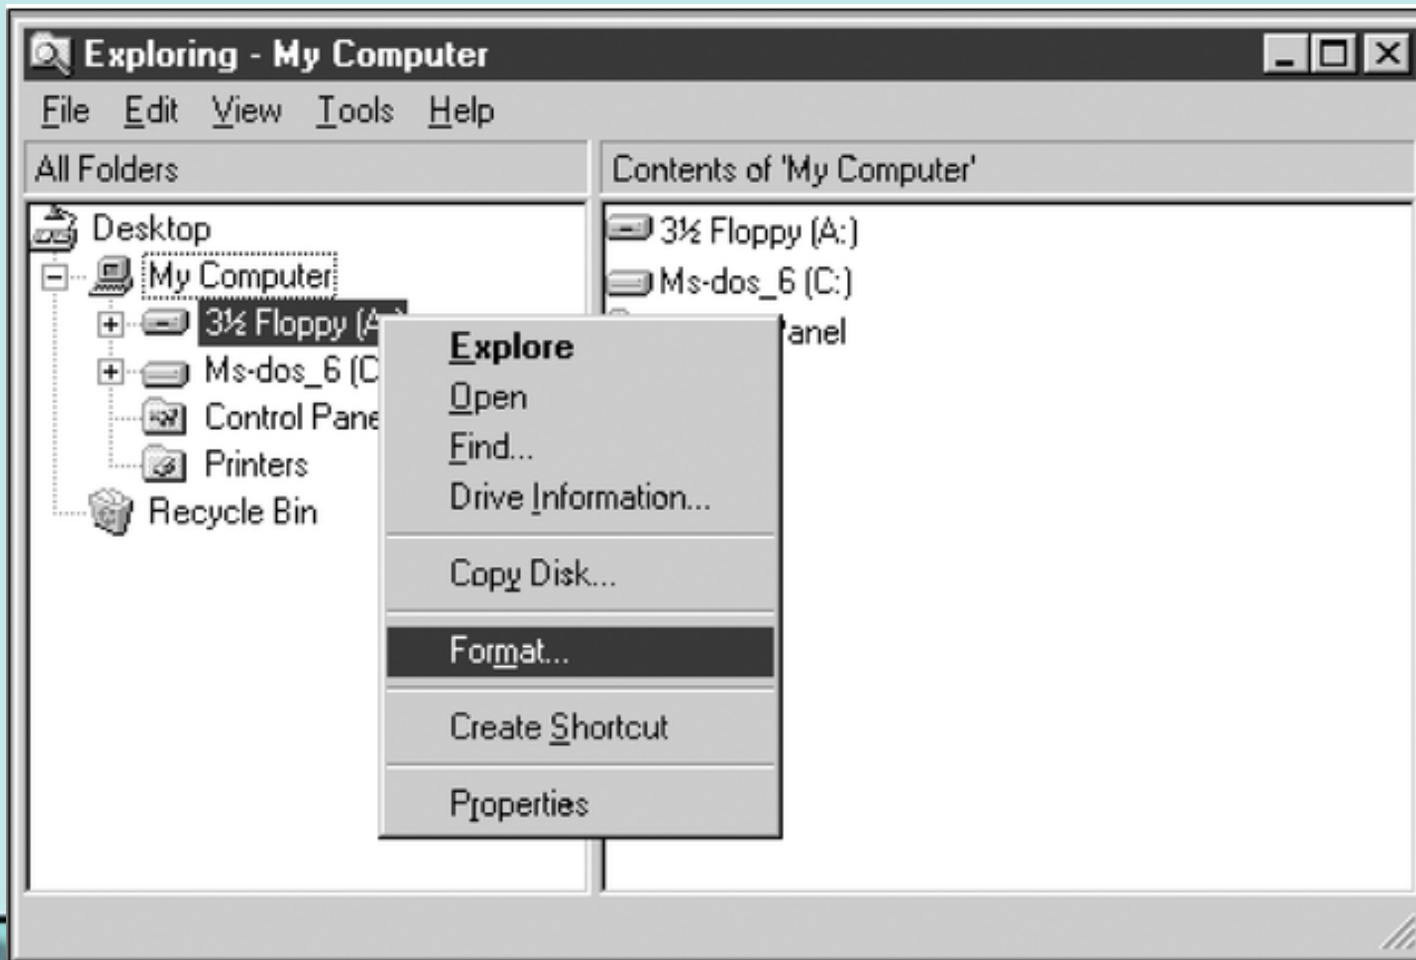 Exploring - My Computer
File Edit View Tools Help
All Folders
Contents of 'My Computer'
Desktop
My Computer
3½ Floppy (A:)
Ms-dos_6 (C
Control Pane
Printers
Recycle Bin
3½ Floppy (A:)
Ms-dos_6 (C:)
anel
Explore
Open
Find...
Drive Information...
Copy Disk...
Format...
Create Shortcut
Properties